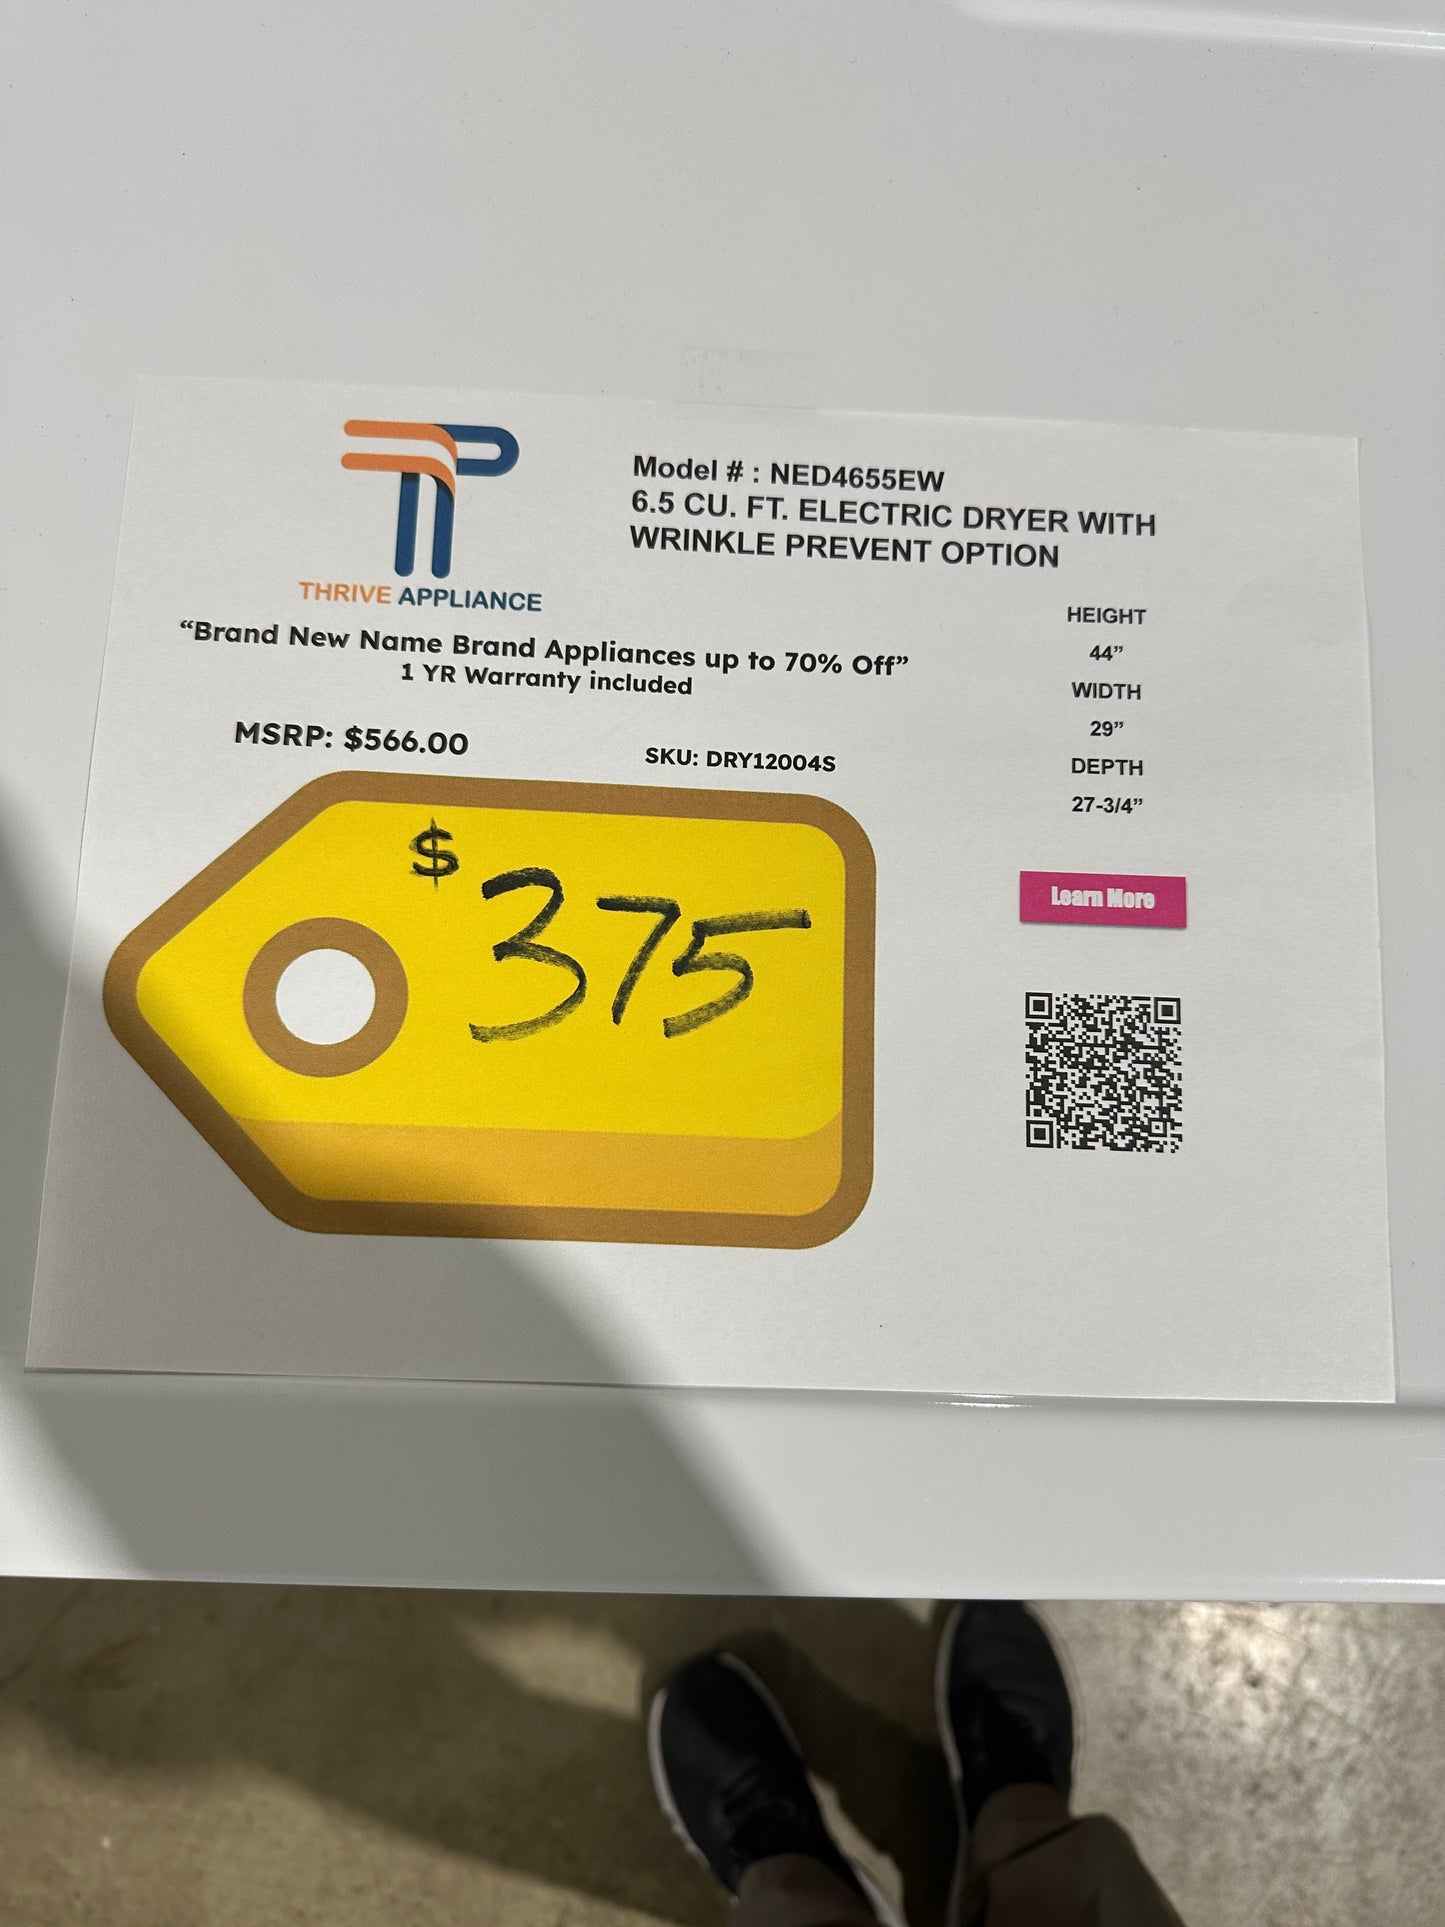 THRIVE APPLIANCE
Model # : NED4655EW
6.5 CU. FT. ELECTRIC DRYER WITH
WRINKLE PREVENT OPTION
“Brand New Name Brand Appliances up to 70% Off”
1 YR Warranty included
MSRP: $566.00
SKU: DRY12004S
$375
HEIGHT
44”
WIDTH
29”
DEPTH
27-3/4”
Learn More